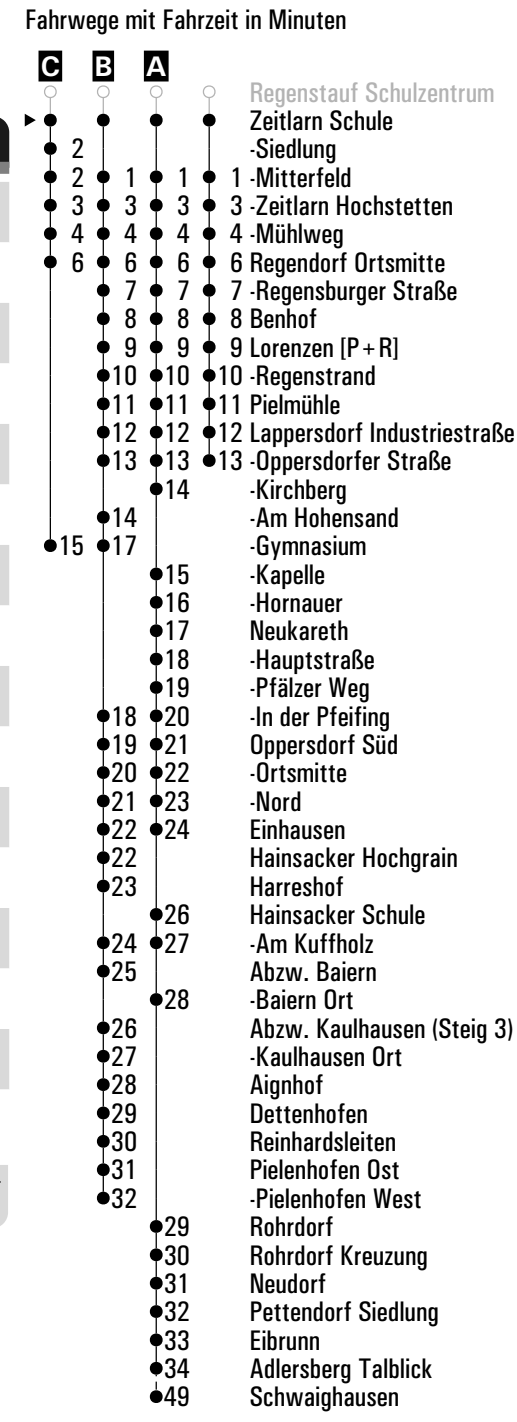 Fahrwege mit Fahrzeit in Minuten
C B A
Regenstauf Schulzentrum
Zeitlarn Schule
2 -Siedlung
2 1 1 1 -Mitterfeld
3 3 3 3 -Zeitlarn Hochstetten
4 4 4 4 -Mühlweg
6 6 6 6 Regendorf Ortsmitte
7 7 7 -Regensburger Straße
8 8 8 Benhof
9 9 9 Lorenzen [P+R]
10 10 10 -Regenstrand
11 11 11 Pielmühle
12 12 12 Lappersdorf Industriestraße
13 13 13 -Oppersdorfer Straße
14 -Kirchberg
14 -Am Hohensand
15 17 -Gymnasium
15 -Kapelle
16 -Hornauer
17 Neukareth
18 -Hauptstraße
19 -Pfälzer Weg
18 20 -In der Pfeifing
19 21 Oppersdorf Süd
20 22 -Ortsmitte
21 23 -Nord
22 24 Einhausen
22 Hainsacker Hochgrain
23 Harreshof
26 Hainsacker Schule
24 27 -Am Kuffholz
25 Abzw. Baiern
28 -Baiern Ort
26 Abzw. Kaulhausen (Steig 3)
27 -Kaulhausen Ort
28 Aignhof
29 Dettenhofen
30 Reinhardsleiten
31 Pielenhofen Ost
32 -Pielenhofen West
29 Rohrdorf
30 Rohrdorf Kreuzung
31 Neudorf
32 Pettendorf Siedlung
33 Eibrunn
34 Adlersberg Talblick
49 Schwaighausen